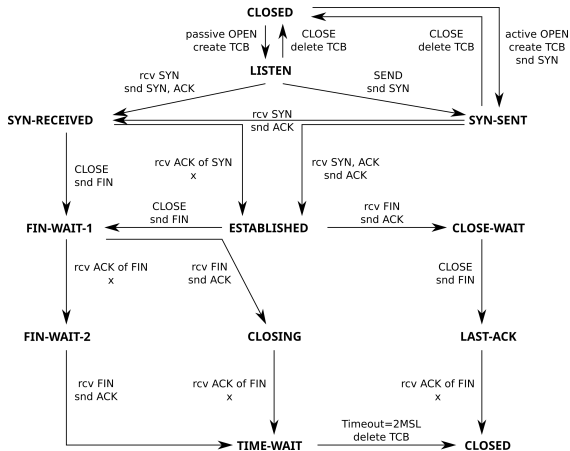 CLOSED
passive OPEN
create TCB
CLOSE
delete TCB
CLOSE
delete TCB
active OPEN
create TCB
snd SYN
LISTEN
rcv SYN
snd SYN, ACK
SEND
snd SYN
SYN-RECEIVED
rcv SYN
snd ACK
SYN-SENT
CLOSE
snd FIN
rcv ACK of SYN
x
rcv SYN, ACK
snd ACK
FIN-WAIT-1
CLOSE
snd FIN
ESTABLISHED
rcv FIN
snd ACK
CLOSE-WAIT
rcv ACK of FIN
x
rcv FIN
snd ACK
CLOSE
snd FIN
FIN-WAIT-2
CLOSING
LAST-ACK
rcv FIN
snd ACK
rcv ACK of FIN
x
rcv ACK of FIN
x
TIME-WAIT
Timeout=2MSL
delete TCB
CLOSED